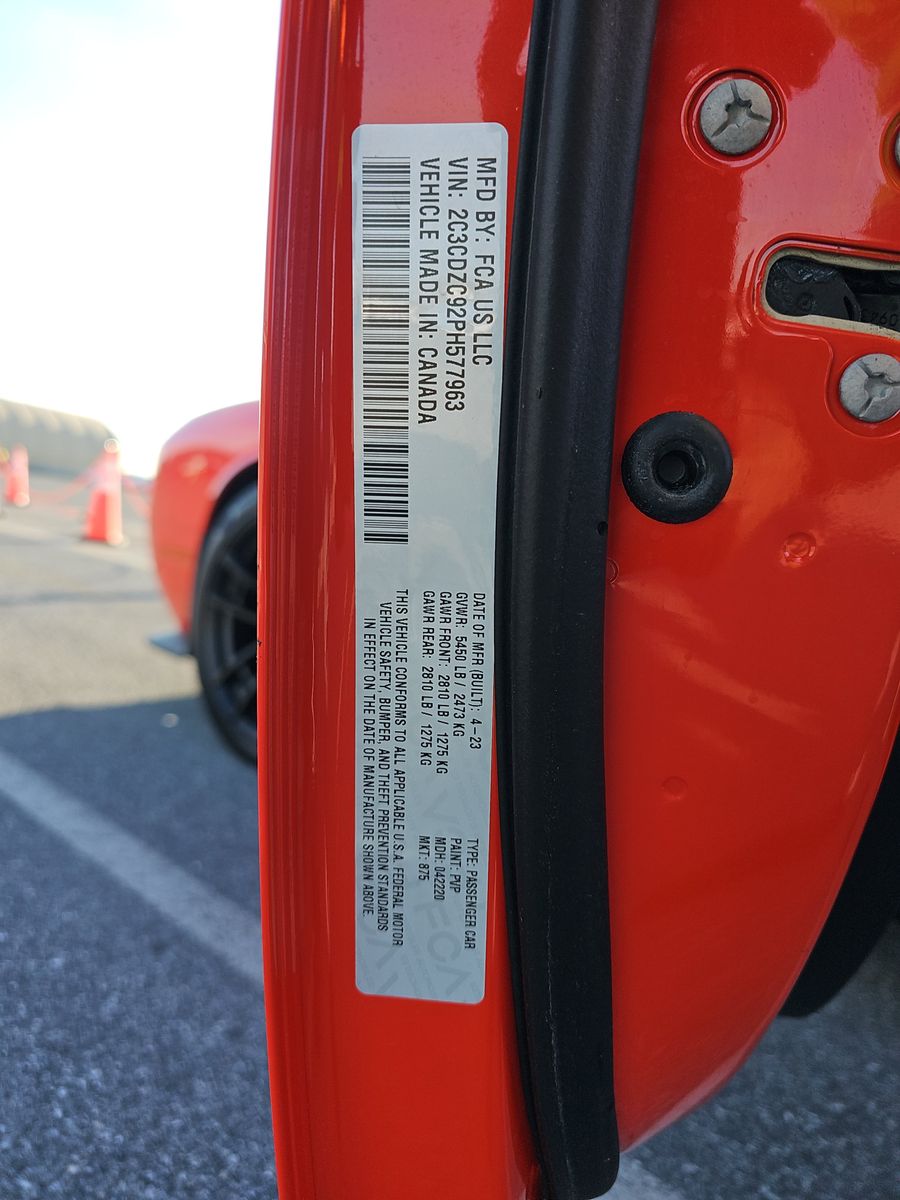 MFD BY: FCA US LLC
VIN: 2C3CDZC92PH577963
VEHICLE MADE IN: CANADA
DATE OF MFR (BUILT): 4-23
GVWR: 5450 LB / 2473 KG
GAWR FRONT: 2810 LB / 1275 KG
GAWR REAR: 2810 LB / 1275 KG
TYPE: PASSENGER CAR
PAINT: PVP
MDH: 042220
MKT: 875
THIS VEHICLE CONFORMS TO ALL APPLICABLE U.S.A. FEDERAL MOTOR
VEHICLE SAFETY, BUMPER, AND THEFT PREVENTION STANDARDS
IN EFFECT ON THE DATE OF MANUFACTURE SHOWN ABOVE.
FCA